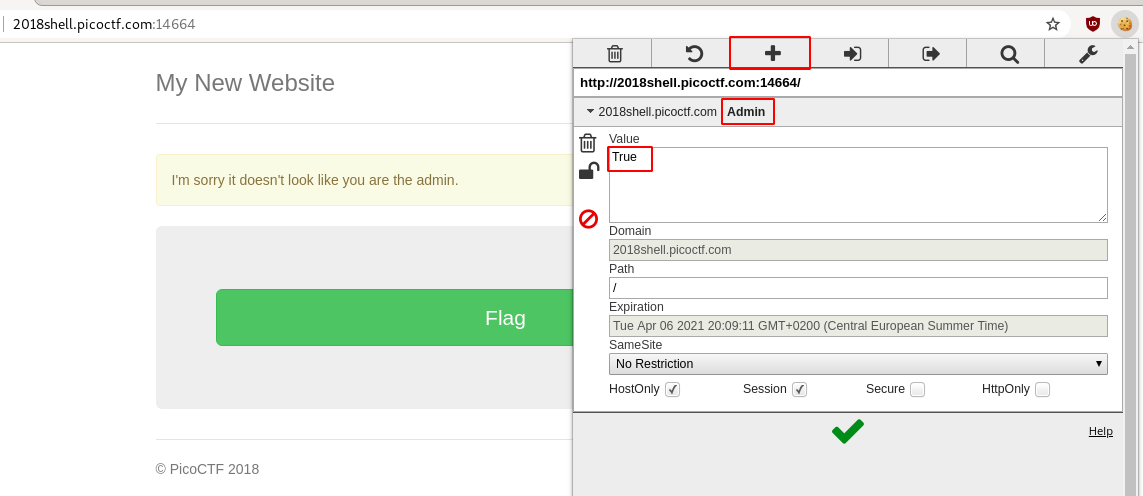 2018shell.picoctf.com:14664
My New Website
I'm sorry it doesn't look like you are the admin.
Flag
© PicoCTF 2018
http://2018shell.picoctf.com:14664/
2018shell.picoctf.com Admin
Value
True
Domain
2018shell.picoctf.com
Path
/
Expiration
Tue Apr 06 2021 20:09:11 GMT+0200 (Central European Summer Time)
SameSite
No Restriction
HostOnly Session Secure HttpOnly
Help